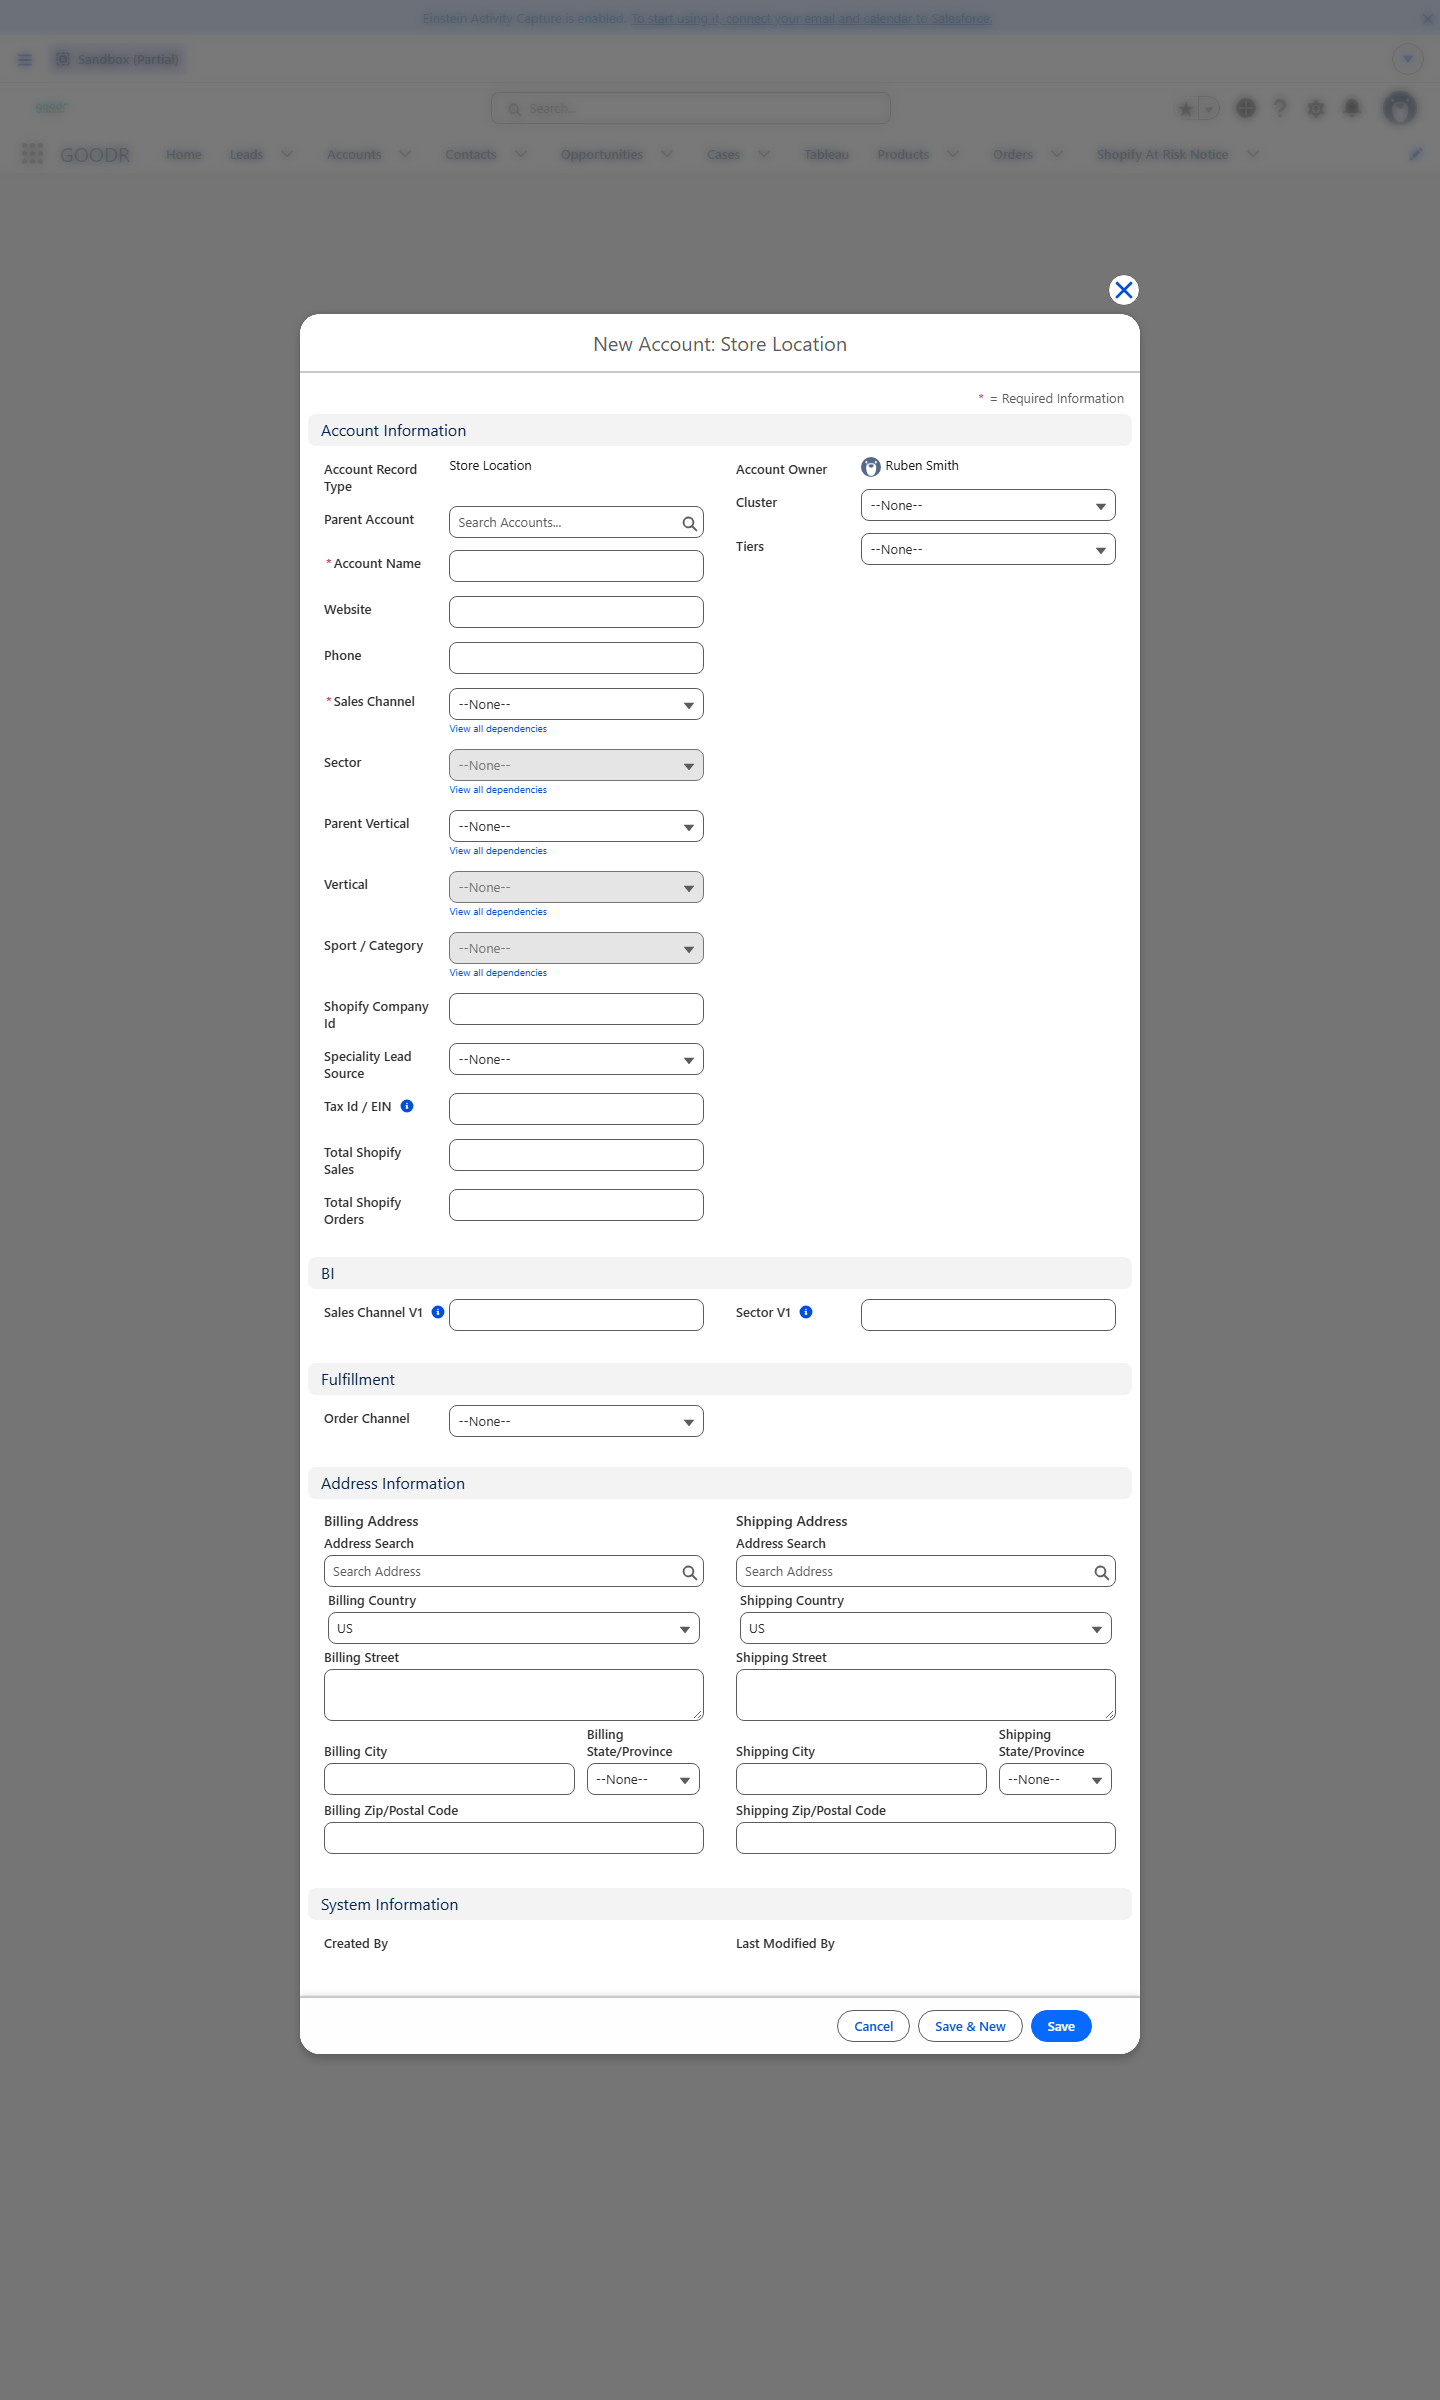 Einstein Activity Capture is enabled. To start using it, connect your email and calendar to Salesforce.
Sandbox (Partial)
goodr
Search...
GOODR
Home
Leads
Accounts
Contacts
Opportunities
Cases
Tableau
Products
Orders
Shopify At Risk Notice
New Account: Store Location
* = Required Information
Account Information
Account Record Type
Store Location
Account Owner
Ruben Smith
Parent Account
Search Accounts...
Cluster
--None--
*Account Name
Tiers
--None--
Website
Phone
*Sales Channel
--None--
View all dependencies
Sector
--None--
View all dependencies
Parent Vertical
--None--
View all dependencies
Vertical
--None--
View all dependencies
Sport / Category
--None--
View all dependencies
Shopify Company Id
Speciality Lead Source
--None--
Tax Id / EIN
Total Shopify Sales
Total Shopify Orders
BI
Sales Channel V1
Sector V1
Fulfillment
Order Channel
--None--
Address Information
Billing Address
Address Search
Search Address
Billing Country
US
Billing Street
Billing City
Billing State/Province
--None--
Billing Zip/Postal Code
Shipping Address
Address Search
Search Address
Shipping Country
US
Shipping Street
Shipping City
Shipping State/Province
--None--
Shipping Zip/Postal Code
System Information
Created By
Last Modified By
Cancel
Save & New
Save